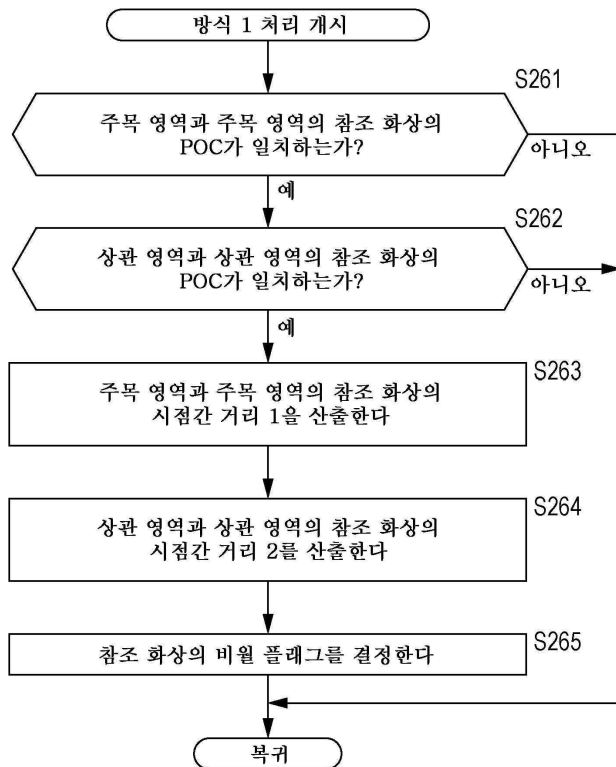 방식 1 처리 개시
S261
주목 영역과 주목 영역의 참조 화상의
POC가 일치하는가?
아니오
예
S262
상관 영역과 상관 영역의 참조 화상의
POC가 일치하는가?
아니오
예
S263
주목 영역과 주목 영역의 참조 화상의
시점간 거리 1을 산출한다
S264
상관 영역과 상관 영역의 참조 화상의
시점간 거리 2를 산출한다
S265
참조 화상의 비월 플래그를 결정한다
복귀